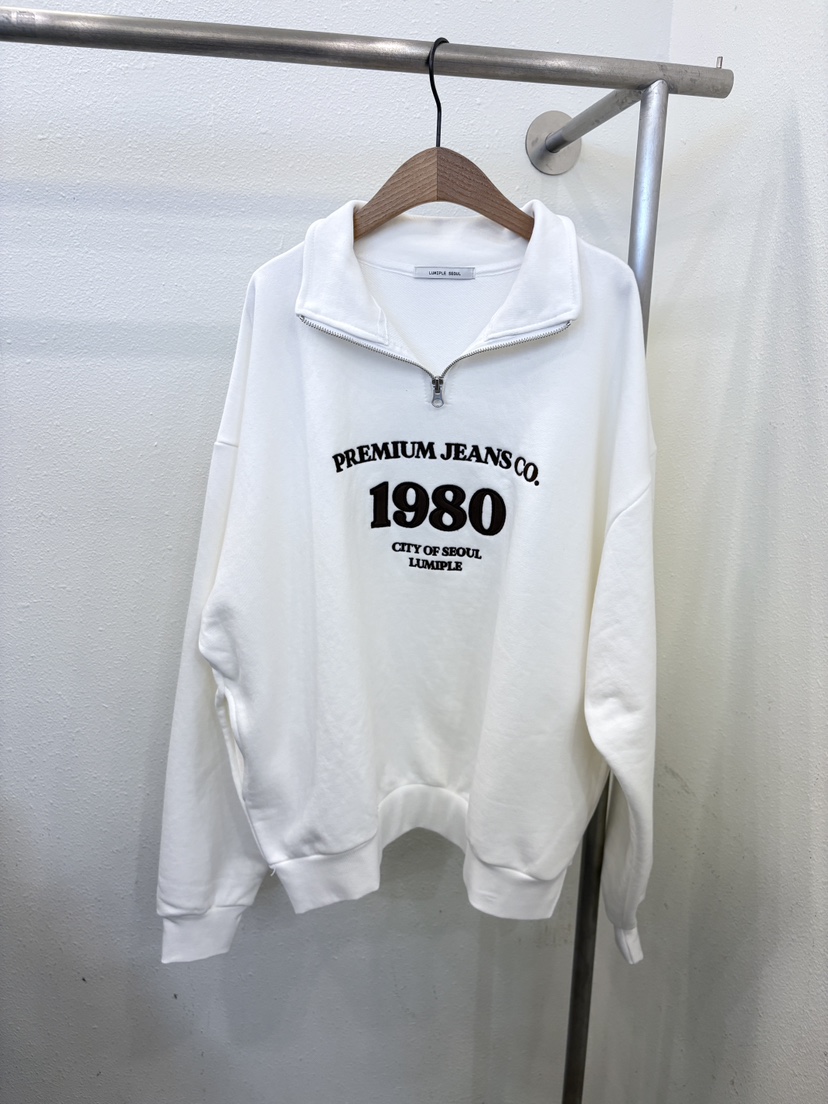 LUMIPLE SEOUL
PREMIUM JEANS CO.
1980
CITY OF SEOUL
LUMIPLE